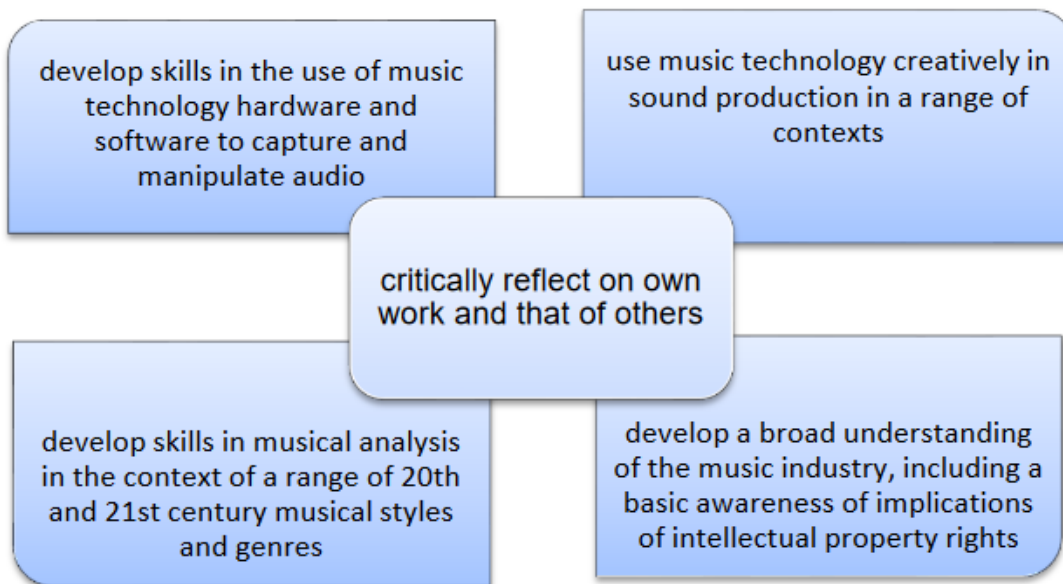 develop skills in the use of music
technology hardware and
software to capture and
manipulate audio
use music technology creatively in
sound production in a range of
contexts
critically reflect on own
work and that of others
develop skills in musical analysis
in the context of a range of 20th
and 21st century musical styles
and genres
develop a broad understanding
of the music industry, including a
basic awareness of implications
of intellectual property rights